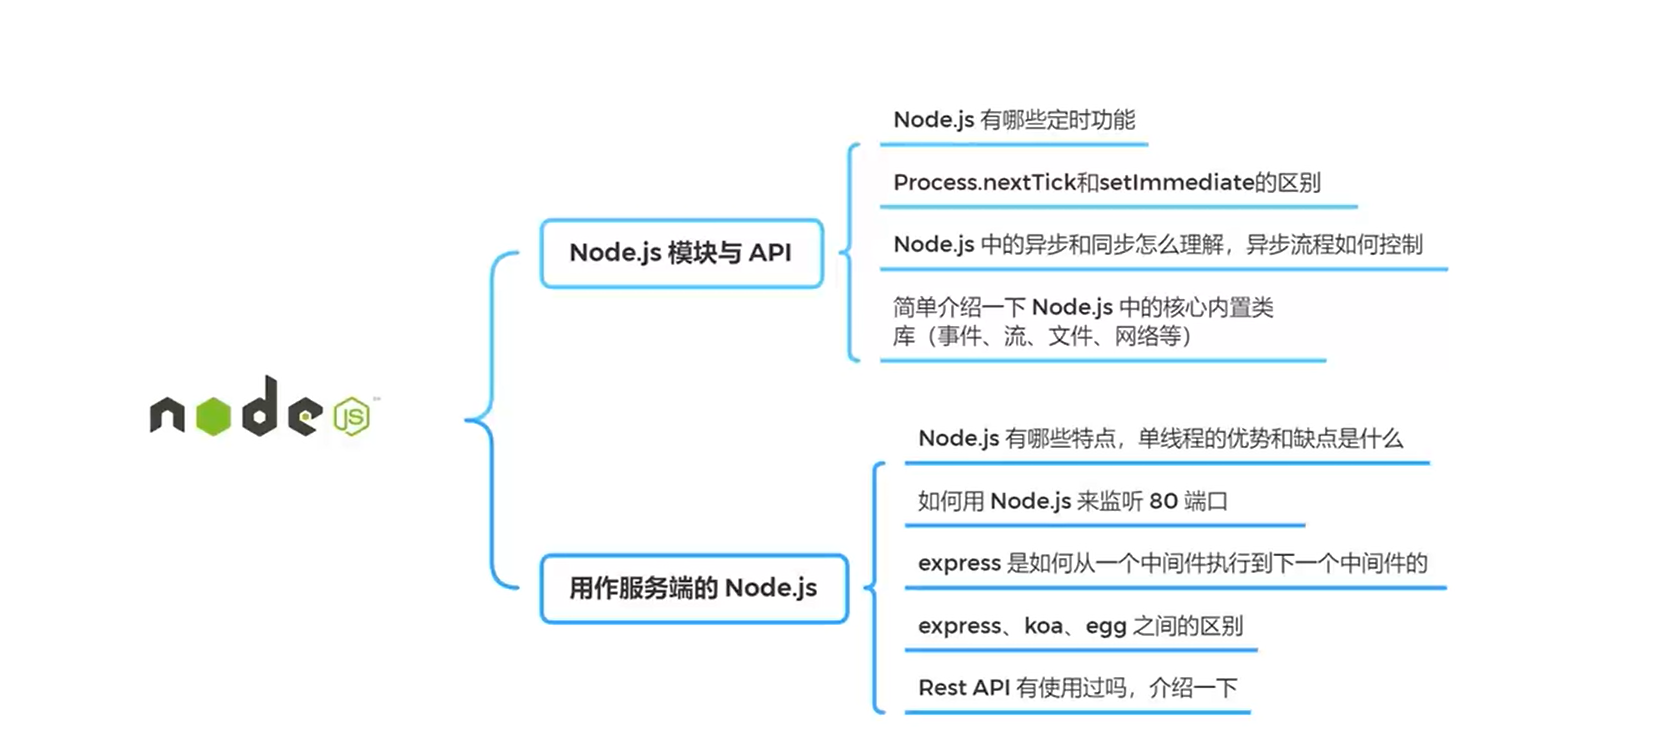 Node.js 有哪些定时功能
Process.nextTick和setImmediate的区别
Node.js 模块与 API
Node.js 中的异步和同步怎么理解，异步流程如何控制
简单介绍一下 Node.js 中的核心内置类
库（事件、流、文件、网络等）
node JS
Node.js 有哪些特点，单线程的优势和缺点是什么
如何用 Node.js 来监听 80 端口
express 是如何从一个中间件执行到下一个中间件的
用作服务端的 Node.js
express、koa、egg 之间的区别
Rest API 有使用过吗，介绍一下